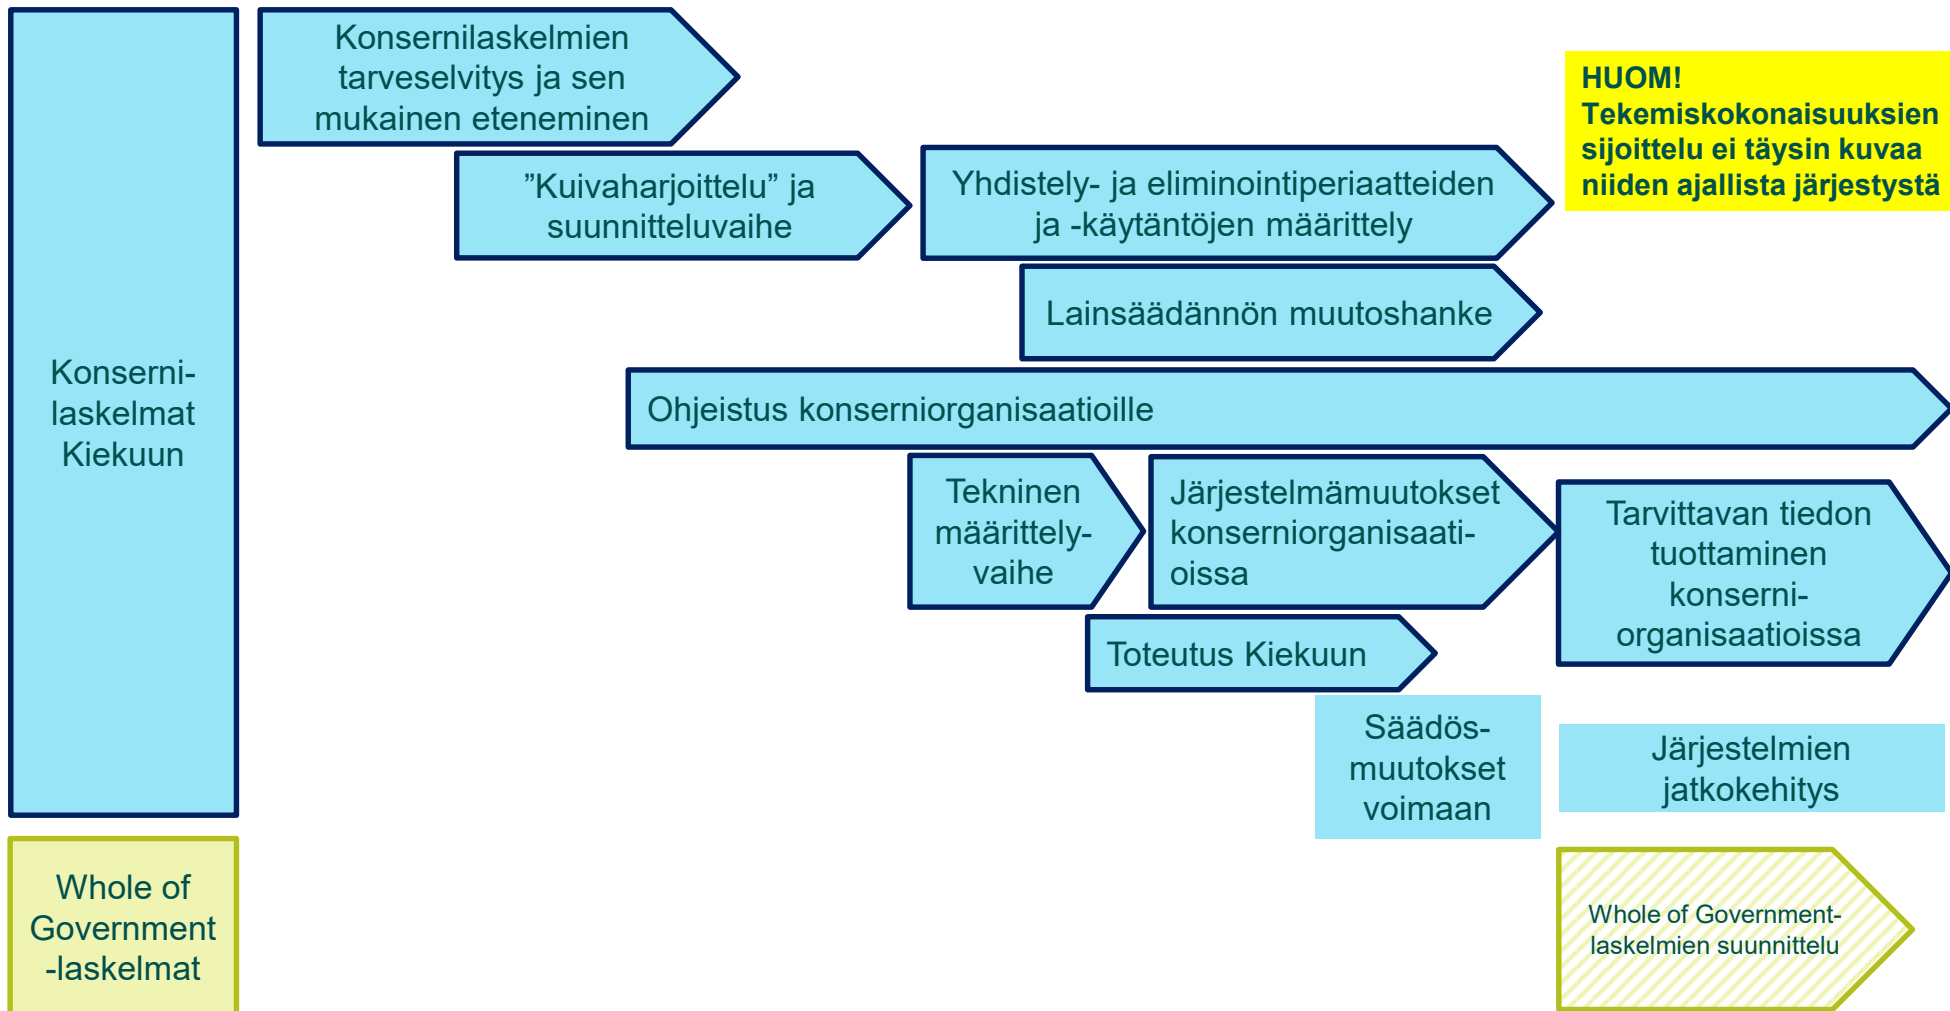 Konserni-
laskelmat
Kiekuun
Konsernilaskelmien
tarveselvitys ja sen
mukainen eteneminen
HUOM!
Tekemiskokonaisuuksien
sijoittelu ei täysin kuvaa
niiden ajallista järjestystä
”Kuivaharjoittelu” ja
suunnitteluvaihe
Yhdistely- ja eliminointiperiaatteiden
ja -käytäntöjen määrittely
Lainsäädännön muutoshanke
Ohjeistus konserniorganisaatioille
Tekninen
määrittely-
vaihe
Järjestelmämuutokset
konserniorganisaati-
oissa
Tarvittavan tiedon
tuottaminen
konserni-
organisaatioissa
Toteutus Kiekuun
Säädös-
muutokset
voimaan
Järjestelmien
jatkokehitys
Whole of
Government
-laskelmat
Whole of Government-
laskelmien suunnittelu